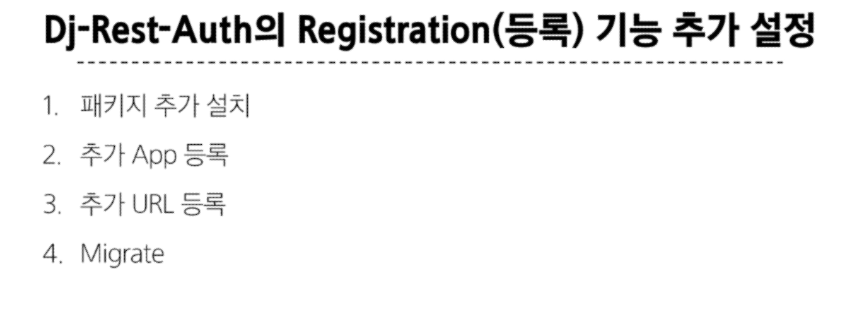 Dj-Rest-Auth의 Registration(등록) 기능 추가 설정
1. 패키지 추가 설치
2. 추가 App 등록
3. 추가 URL 등록
4. Migrate